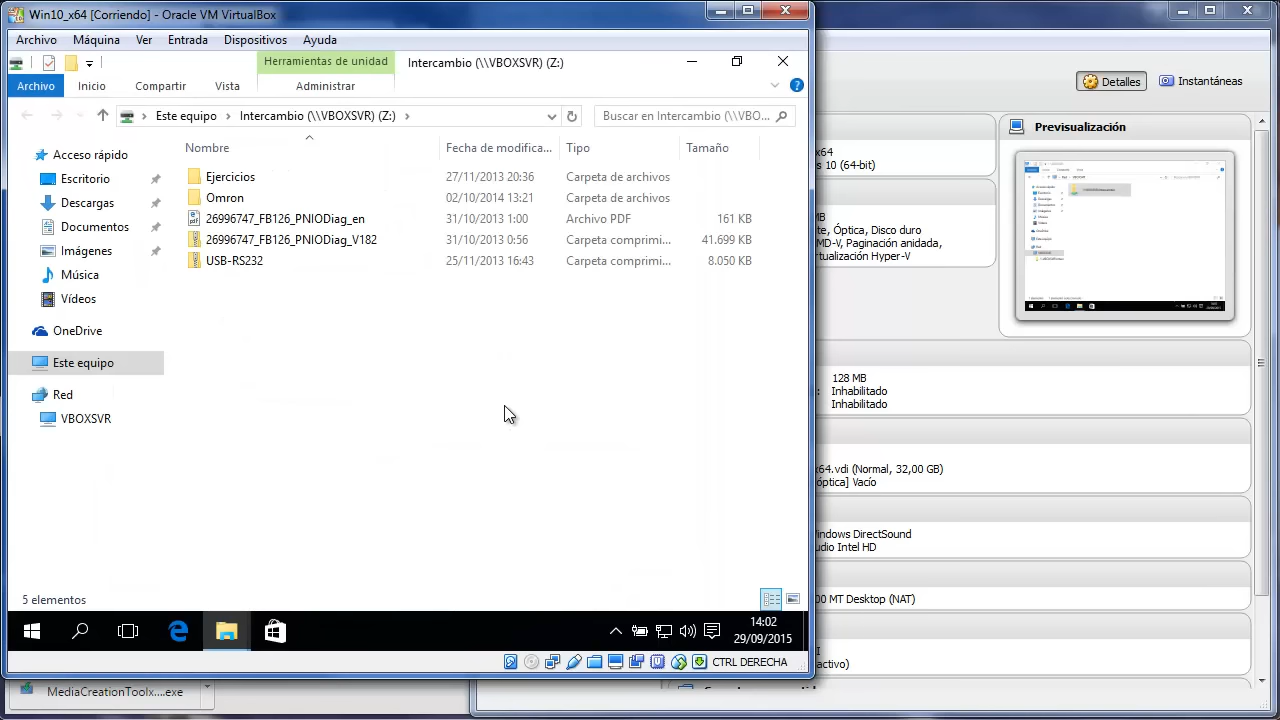 Win10_x64 [Corriendo] - Oracle VM VirtualBox
Archivo Máquina Ver Entrada Dispositivos Ayuda
Herramientas de unidad Intercambio (\\VBOXSVR) (Z:)
Archivo Inicio Compartir Vista Administrar
Este equipo Intercambio (\\VBOXSVR) (Z:) Buscar en Intercambio (\\VBO...
Nombre Fecha de modifica... Tipo Tamaño
Acceso rápido
Escritorio
Descargas
Documentos
Imágenes
Música
Vídeos
OneDrive
Este equipo
Red
VBOXSVR
Ejercicios 27/11/2013 20:36 Carpeta de archivos
Omron 02/10/2014 13:21 Carpeta de archivos
26996747_FB126_PNIODiag_en 31/10/2013 1:00 Archivo PDF 161 KB
26996747_FB126_PNIODiag_V182 31/10/2013 0:56 Carpeta comprimi... 41.699 KB
USB-RS232 25/11/2013 16:43 Carpeta comprimi... 8.050 KB
5 elementos
14:02
29/09/2015
CTRL DERECHA
MediaCreationToolx....exe
Detalles Instantáneas
Previsualización
x64
s 10 (64-bit)
MB
te, Óptica, Disco duro
MD-V, Paginación anidada,
virtualización Hyper-V
128 MB
: Inhabilitado
Inhabilitado
x64.vdi (Normal, 32,00 GB)
óptica] Vacío
Windows DirectSound
udio Intel HD
00 MT Desktop (NAT)
I
activo)